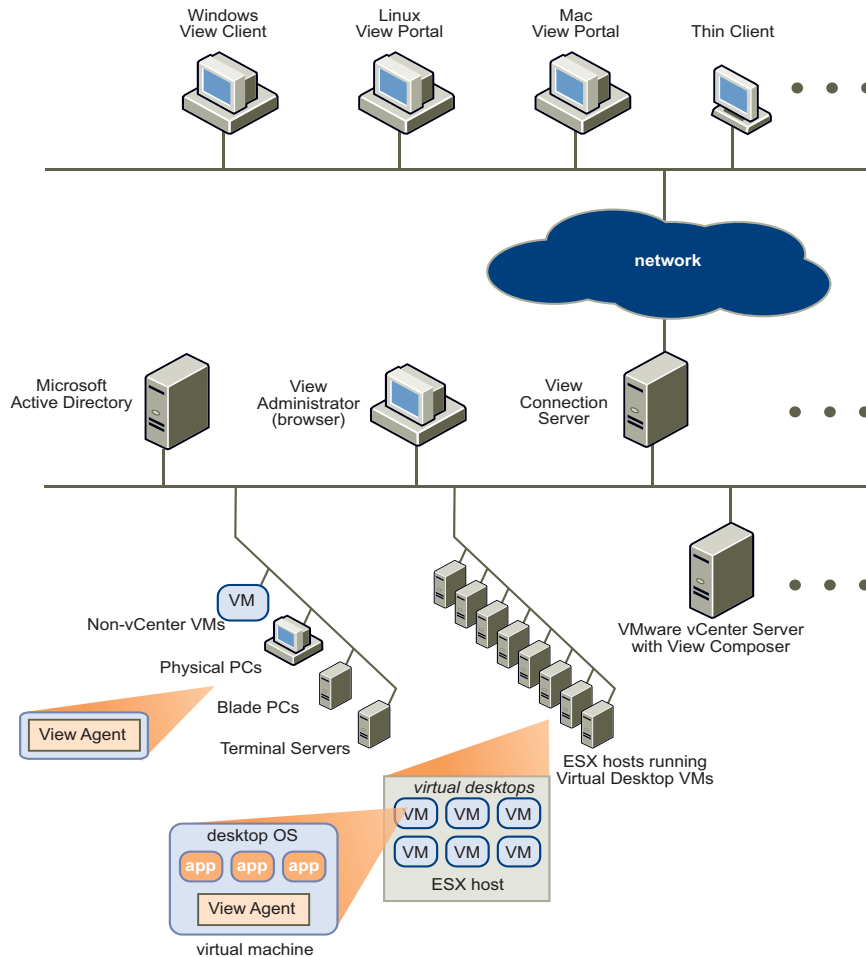 Windows
View Client
Linux
View Portal
Mac
View Portal
Thin Client
network
Microsoft
Active Directory
View
Administrator
(browser)
View
Connection
Server
VM
Non-vCenter VMs
Physical PCs
Blade PCs
Terminal Servers
View Agent
VMware vCenter Server
with View Composer
ESX hosts running
Virtual Desktop VMs
virtual desktops
VM VM VM
VM VM VM
ESX host
desktop OS
app app app
View Agent
virtual machine